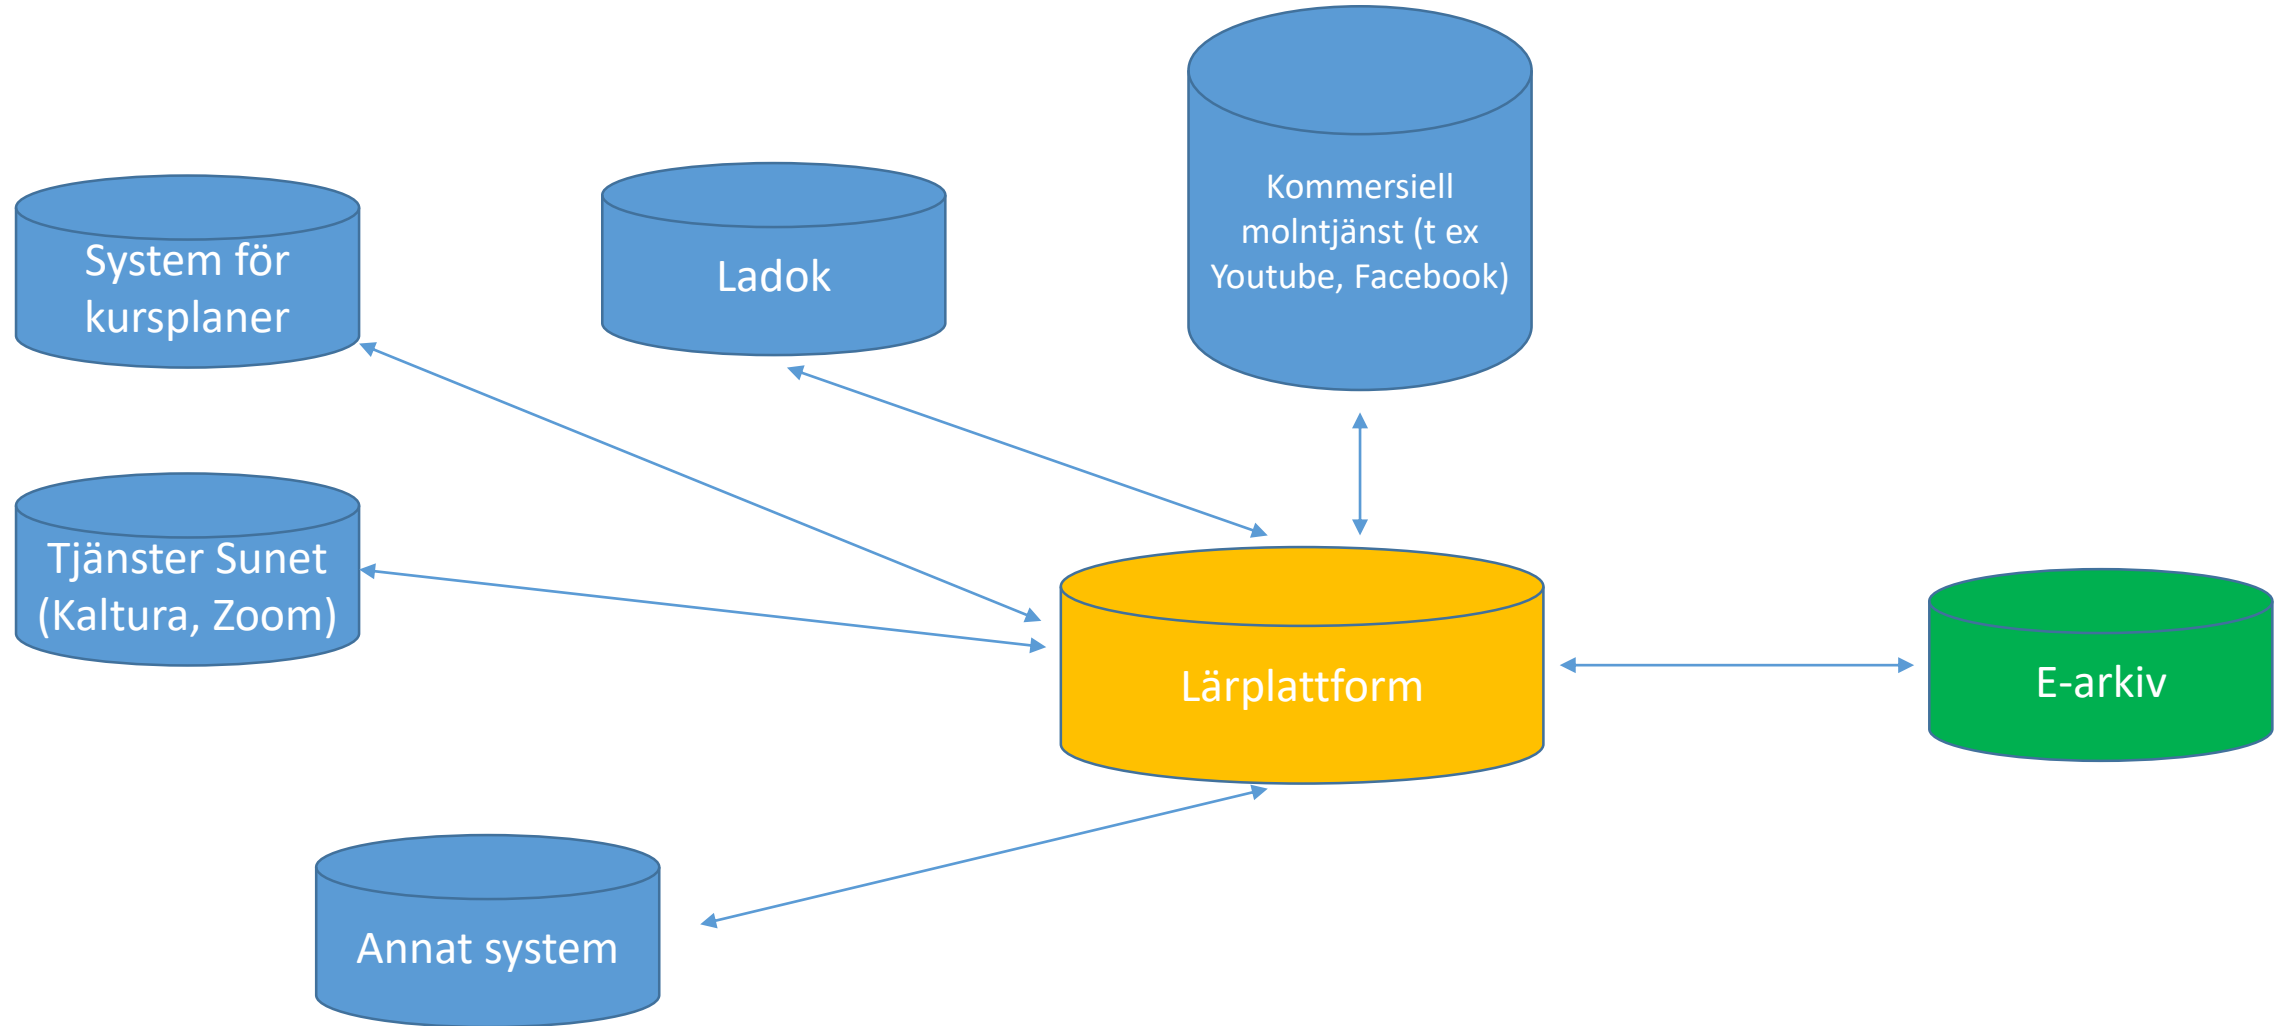 Kommersiell
molntjänst (t ex
Youtube, Facebook)
System för
kursplaner
Ladok
Tjänster Sunet
(Kaltura, Zoom)
Lärplattform
E-arkiv
Annat system